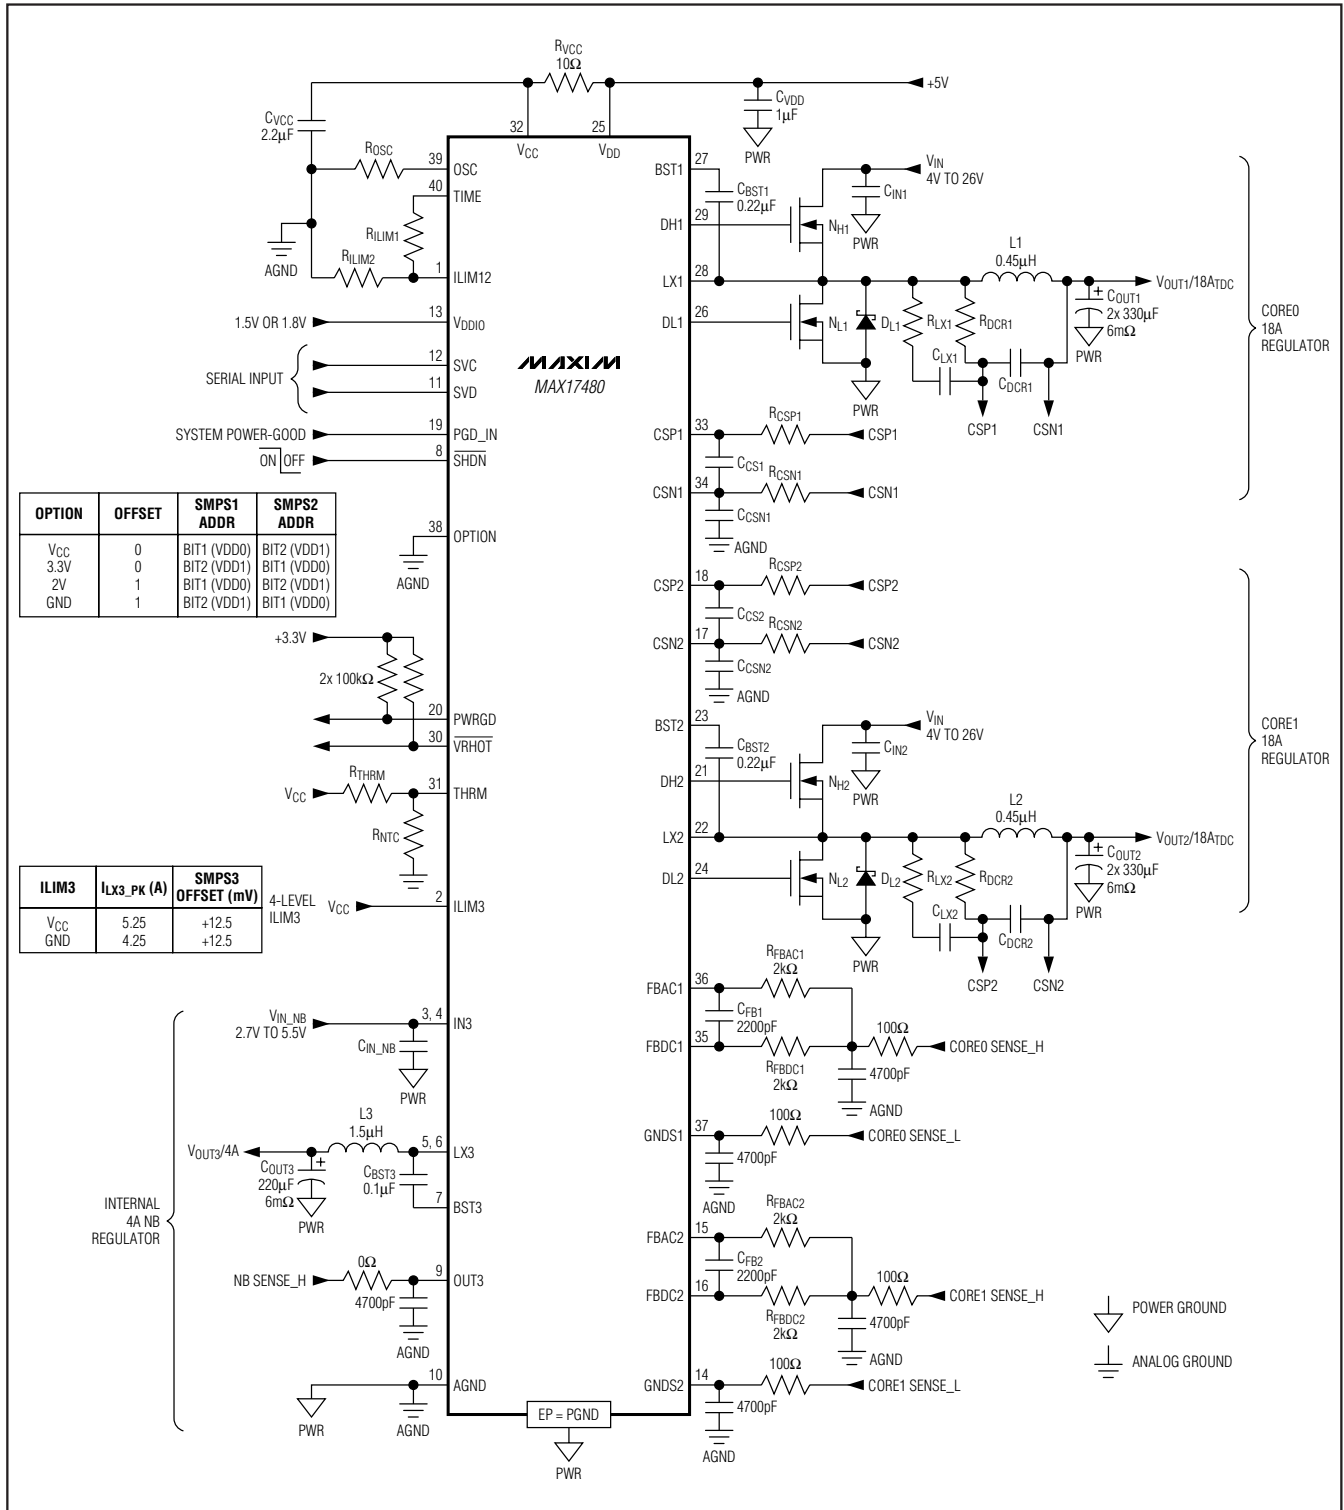 RVCC
10Ω
+5V
CVCC
2.2μF
CVDD
1μF
PWR
32
25
VCC
VDD
ROSC
39
OSC
40
TIME
RILIM1
AGND
RILIM2
1
ILIM12
1.5V OR 1.8V
13
VDDIO
SERIAL INPUT
12
SVC
11
SVD
SYSTEM POWER-GOOD
19
PGD_IN
ON OFF
8
SHDN
MAXIM
MAX17480
OPTION OFFSET SMPS1 ADDR SMPS2 ADDR
VCC 0 BIT1 (VDD0) BIT2 (VDD1)
3.3V 0 BIT2 (VDD1) BIT1 (VDD0)
2V 1 BIT1 (VDD0) BIT2 (VDD1)
GND 1 BIT2 (VDD1) BIT1 (VDD0)
38
OPTION
AGND
+3.3V
2x 100kΩ
20
PWRGD
30
VRHOT
RTHRM
VCC
31
THRM
RNTC
ILIM3 ILX3_PK (A) SMPS3 OFFSET (mV)
VCC 5.25 +12.5
GND 4.25 +12.5
4-LEVEL
ILIM3
VCC
2
ILIM3
VIN_NB
2.7V TO 5.5V
3, 4
IN3
CIN_NB
PWR
L3
1.5μH
VOUT3/4A
5, 6
LX3
COUT3
220μF
6mΩ
PWR
CBST3
0.1μF
7
BST3
INTERNAL
4A NB
REGULATOR
NB SENSE_H
0Ω
9
OUT3
4700pF
AGND
10
AGND
PWR
AGND
EP = PGND
PWR
BST1
27
CBST1
0.22μF
VIN
4V TO 26V
CIN1
PWR
DH1
29
NH1
LX1
28
L1
0.45μH
VOUT1/18ATDC
COUT1
2x 330μF
6mΩ
PWR
DL1
26
NL1
DL1
RLX1
RDCR1
CLX1
CDCR1
PWR
CSP1
CSN1
CORE0
18A
REGULATOR
CSP1
33
RCSP1
CSP1
CCS1
CSN1
34
RCSN1
CSN1
CCSN1
AGND
CSP2
18
RCSP2
CSP2
CCS2
CSN2
17
RCSN2
CSN2
CCSN2
AGND
BST2
23
CBST2
0.22μF
VIN
4V TO 26V
CIN2
PWR
DH2
21
NH2
LX2
22
L2
0.45μH
VOUT2/18ATDC
COUT2
2x 330μF
6mΩ
PWR
DL2
24
NL2
DL2
RLX2
RDCR2
CLX2
CDCR2
PWR
CSP2
CSN2
CORE1
18A
REGULATOR
FBAC1
36
RFBAC1
2kΩ
CFB1
2200pF
FBDC1
35
RFBDC1
2kΩ
100Ω
CORE0 SENSE_H
4700pF
AGND
GNDS1
37
100Ω
CORE0 SENSE_L
4700pF
AGND
FBAC2
15
RFBAC2
2kΩ
CFB2
2200pF
FBDC2
16
RFBDC2
2kΩ
100Ω
CORE1 SENSE_H
4700pF
AGND
GNDS2
14
100Ω
CORE1 SENSE_L
4700pF
AGND
POWER GROUND
ANALOG GROUND